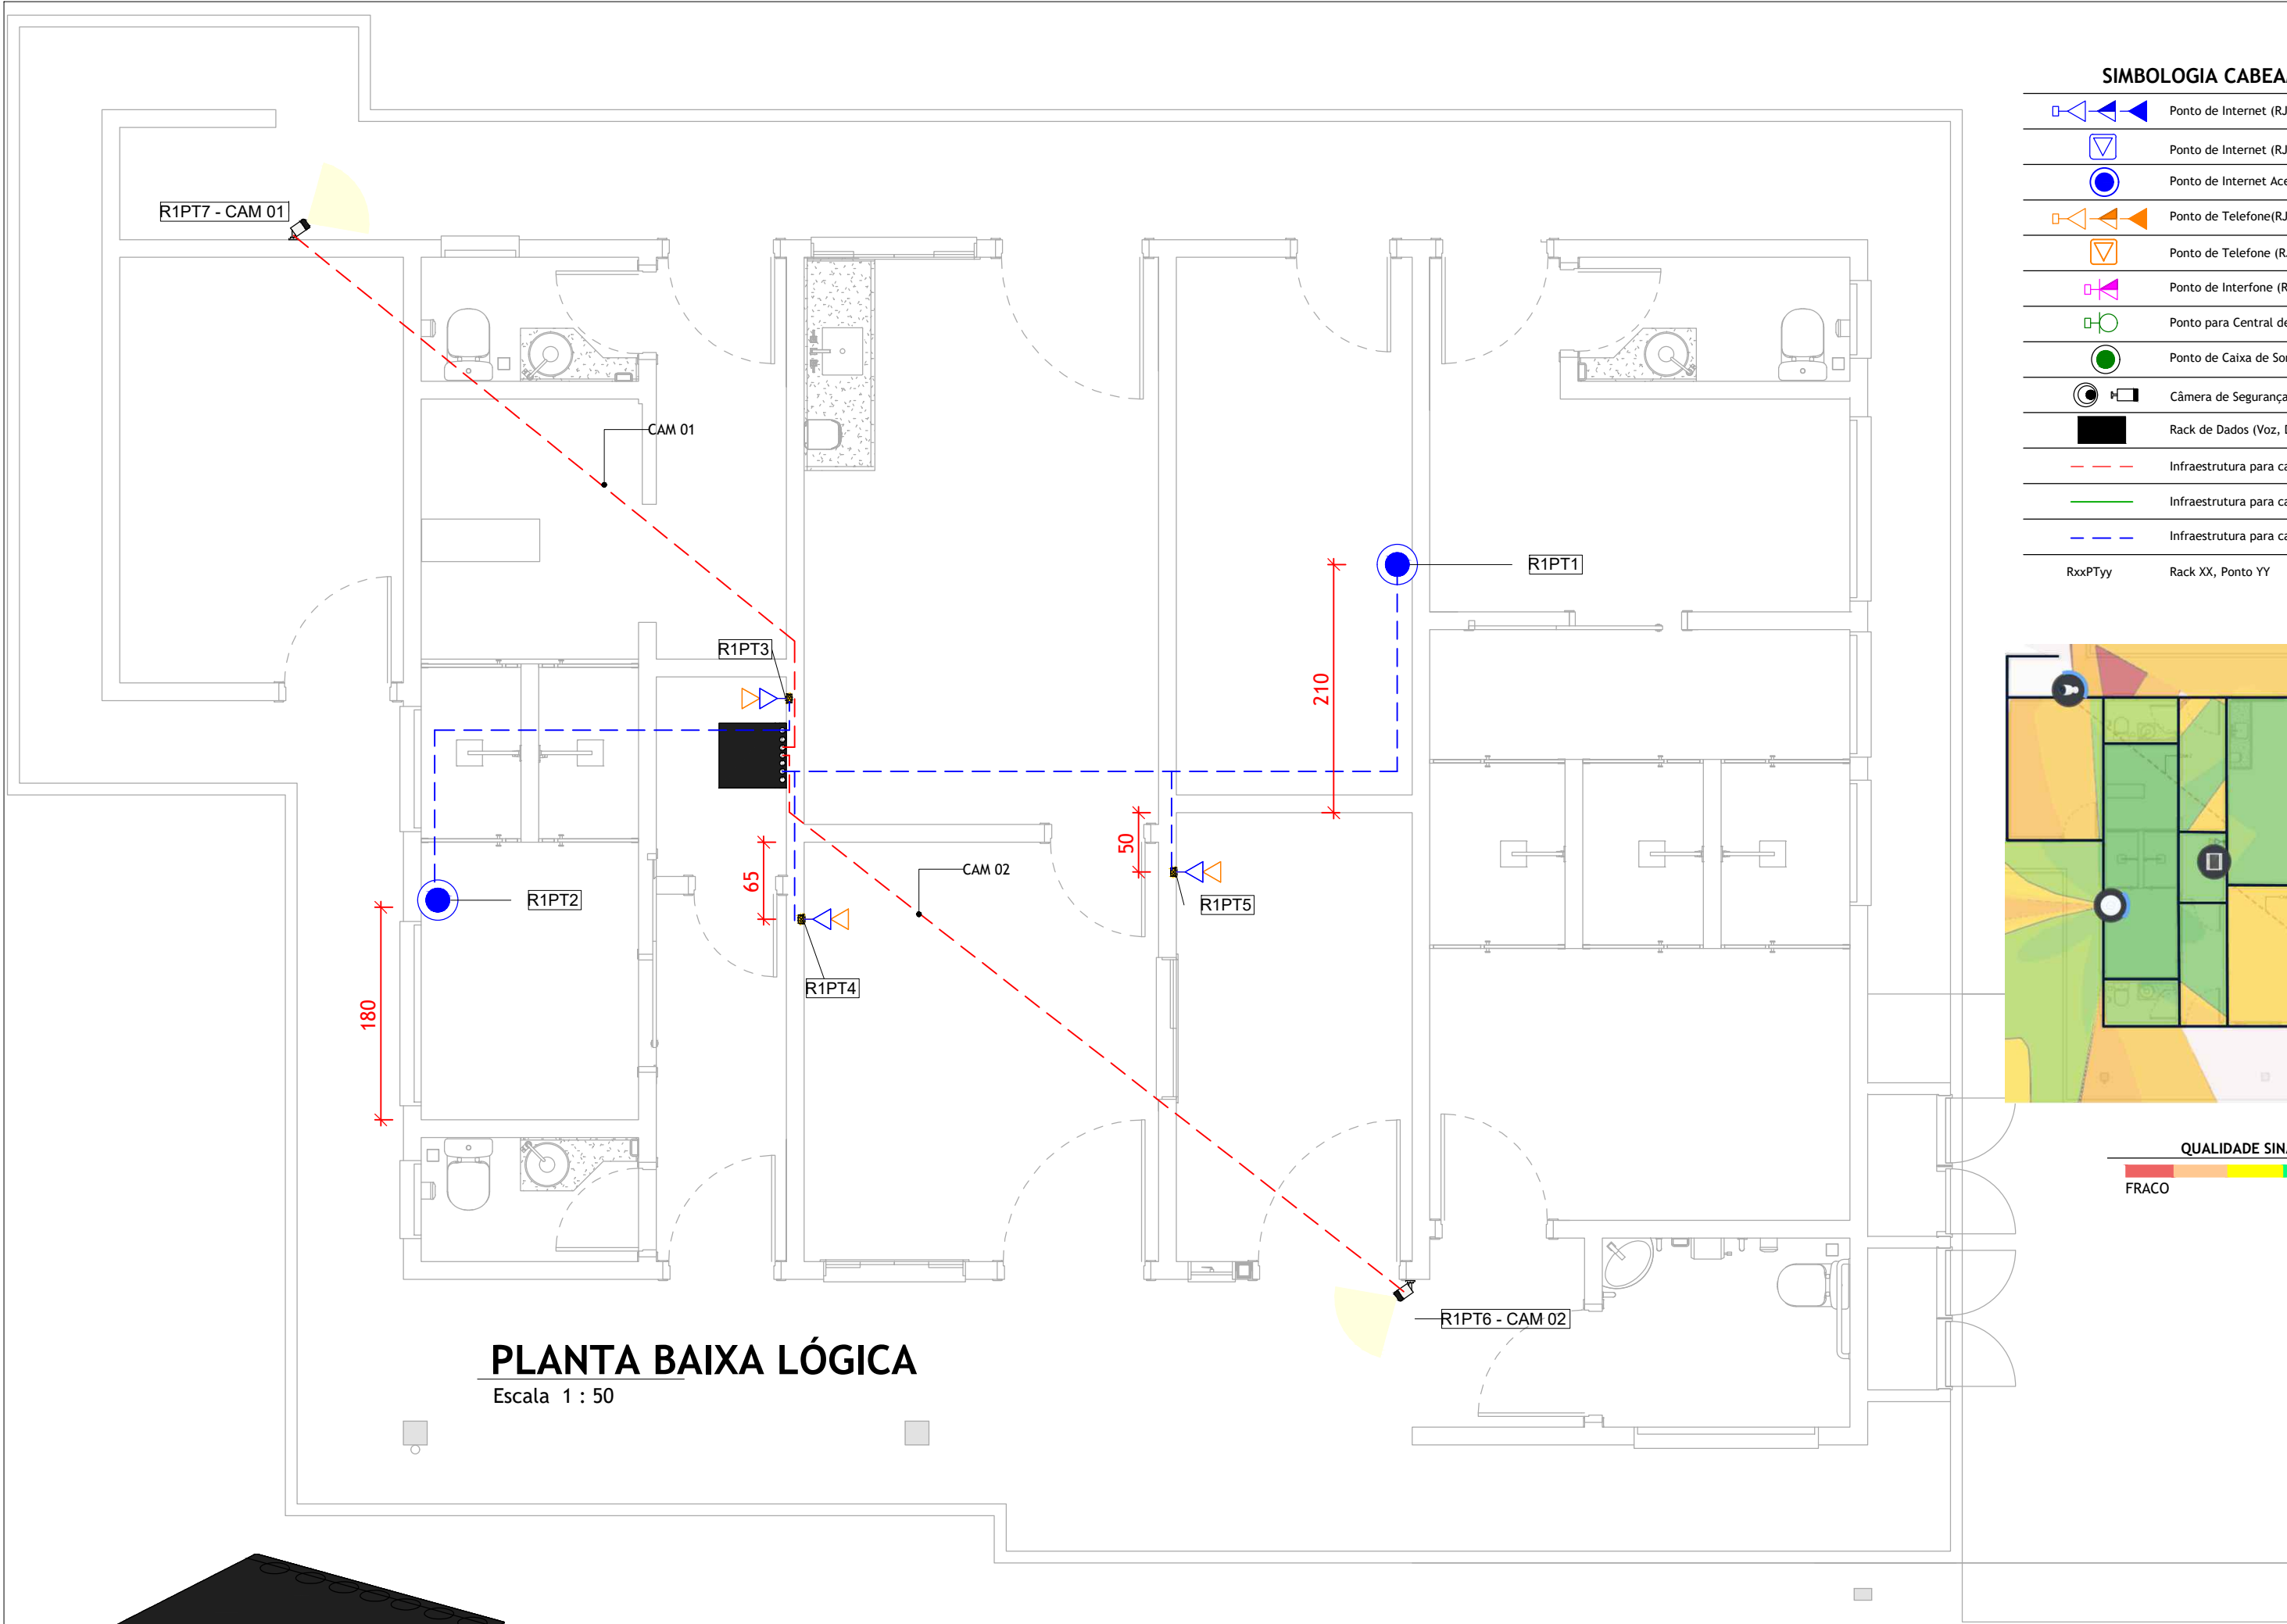 SIMBOLOGIA CABEA
Ponto de Internet (RJ
Ponto de Internet (RJ
Ponto de Internet Ace
Ponto de Telefone(RJ
Ponto de Telefone (R
Ponto de Interfone (R
Ponto para Central de
Ponto de Caixa de So
Câmera de Segurança
Rack de Dados (Voz, D
Infraestrutura para ca
Infraestrutura para ca
Infraestrutura para ca
RxxPTyy Rack XX, Ponto YY
R1PT7 - CAM 01
CAM 01
R1PT1
R1PT3
210
50
65
CAM 02
R1PT2
R1PT5
R1PT4
180
R1PT6 - CAM 02
QUALIDADE SIN
FRACO
PLANTA BAIXA LÓGICA
Escala 1 : 50